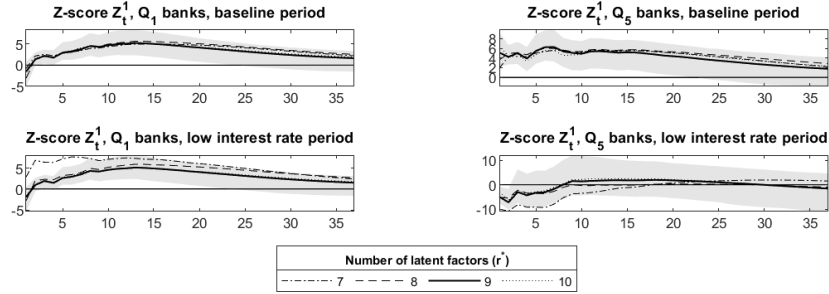 Z-score Z_t^1, Q_1 banks, baseline period
5
0
-5
5 10 15 20 25 30 35
Z-score Z_t^1, Q_5 banks, baseline period
8
6
4
2
0
5 10 15 20 25 30 35
Z-score Z_t^1, Q_1 banks, low interest rate period
5
0
-5
5 10 15 20 25 30 35
Z-score Z_t^1, Q_5 banks, low interest rate period
10
0
-10
5 10 15 20 25 30 35
Number of latent factors (r^*)
7 8 9 10